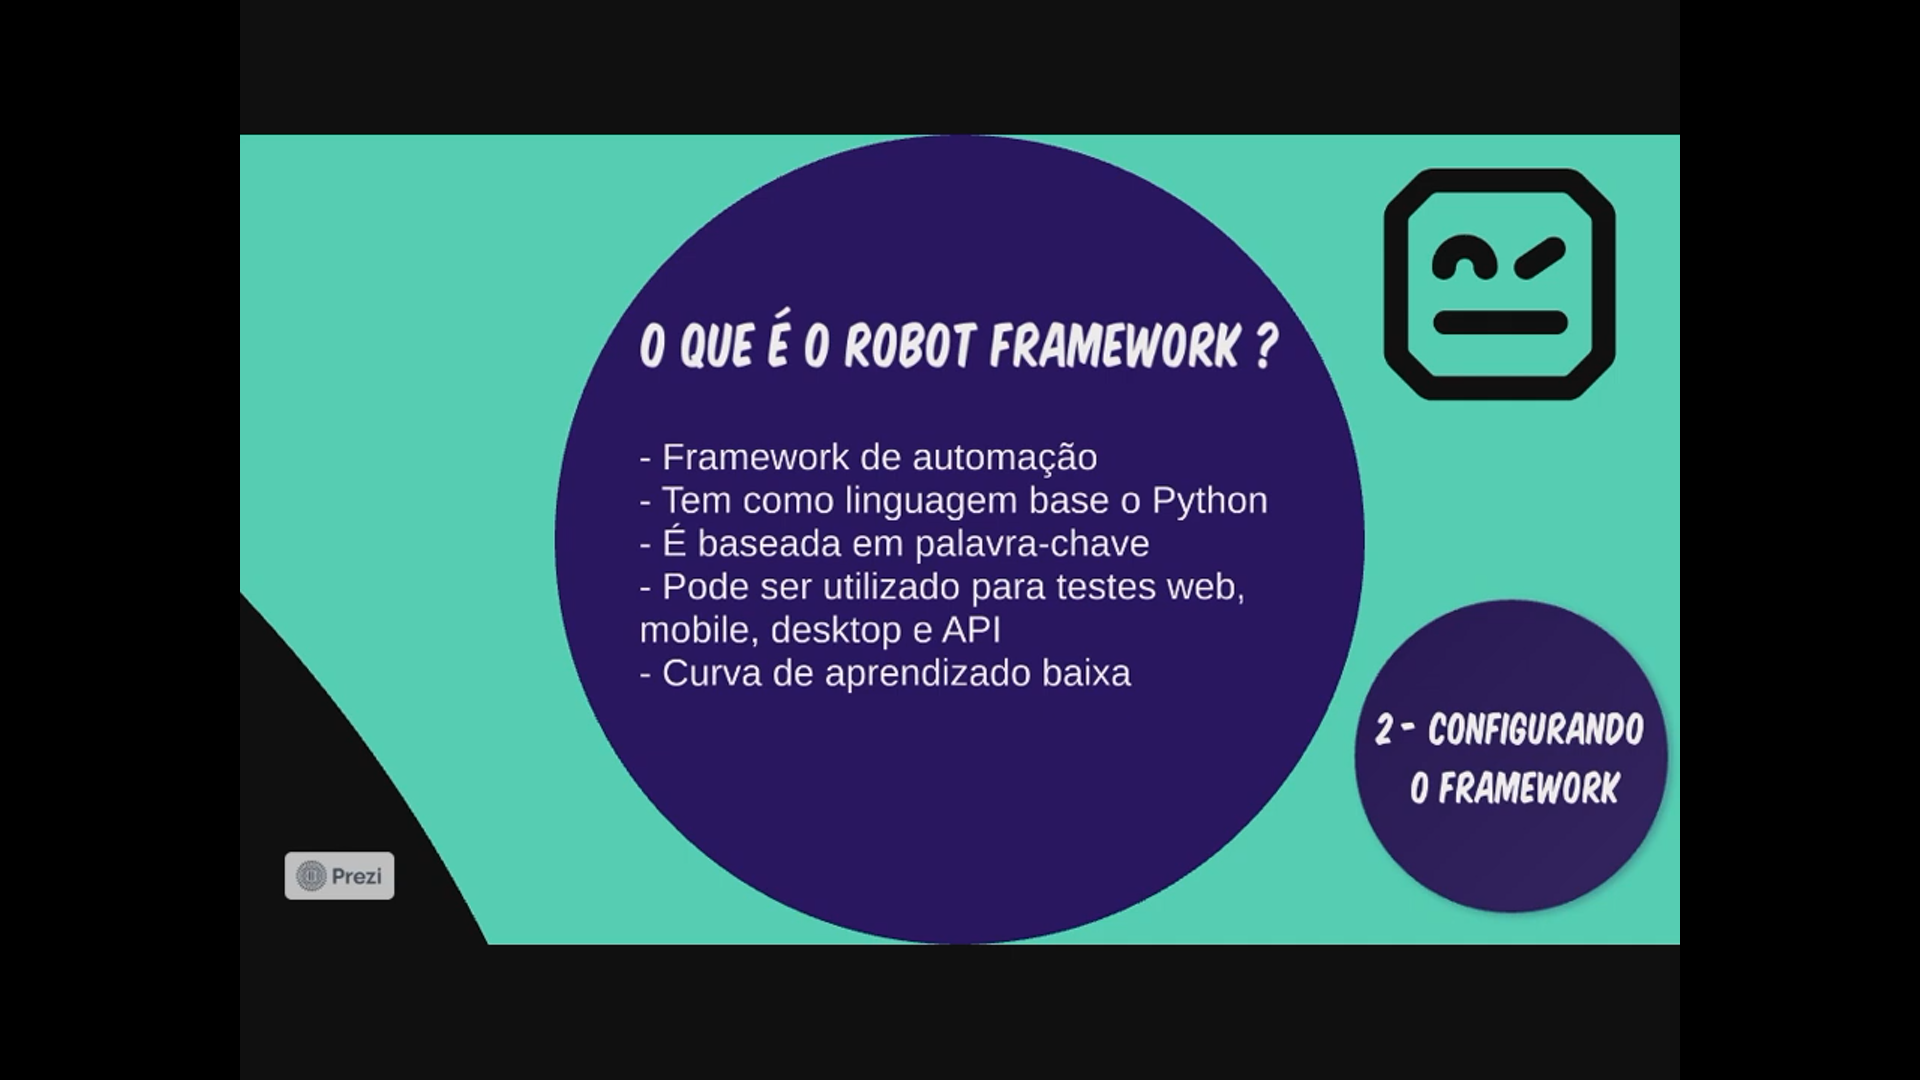 O QUE É O ROBOT FRAMEWORK ?
- Framework de automação
- Tem como linguagem base o Python
- É baseada em palavra-chave
- Pode ser utilizado para testes web,
mobile, desktop e API
- Curva de aprendizado baixa
2 - CONFIGURANDO
O FRAMEWORK
Prezi